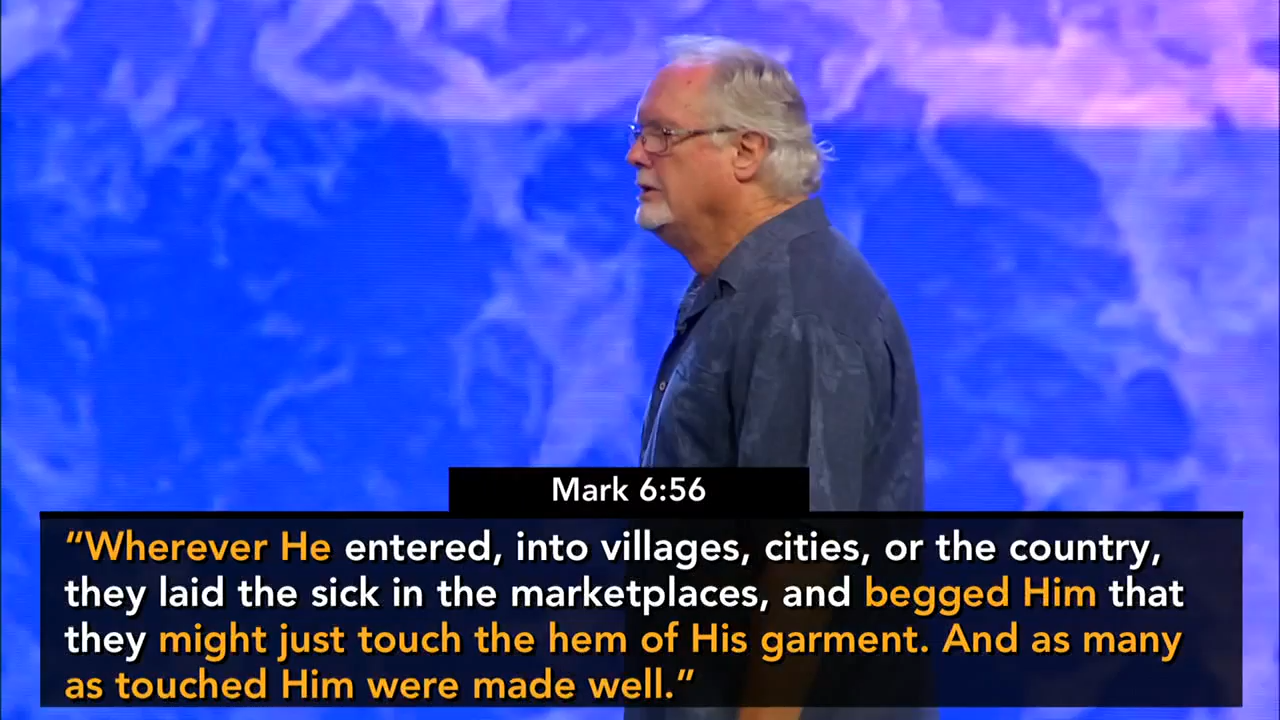 Mark 6:56
“Wherever He entered, into villages, cities, or the country,
they laid the sick in the marketplaces, and begged Him that
they might just touch the hem of His garment. And as many
as touched Him were made well.”